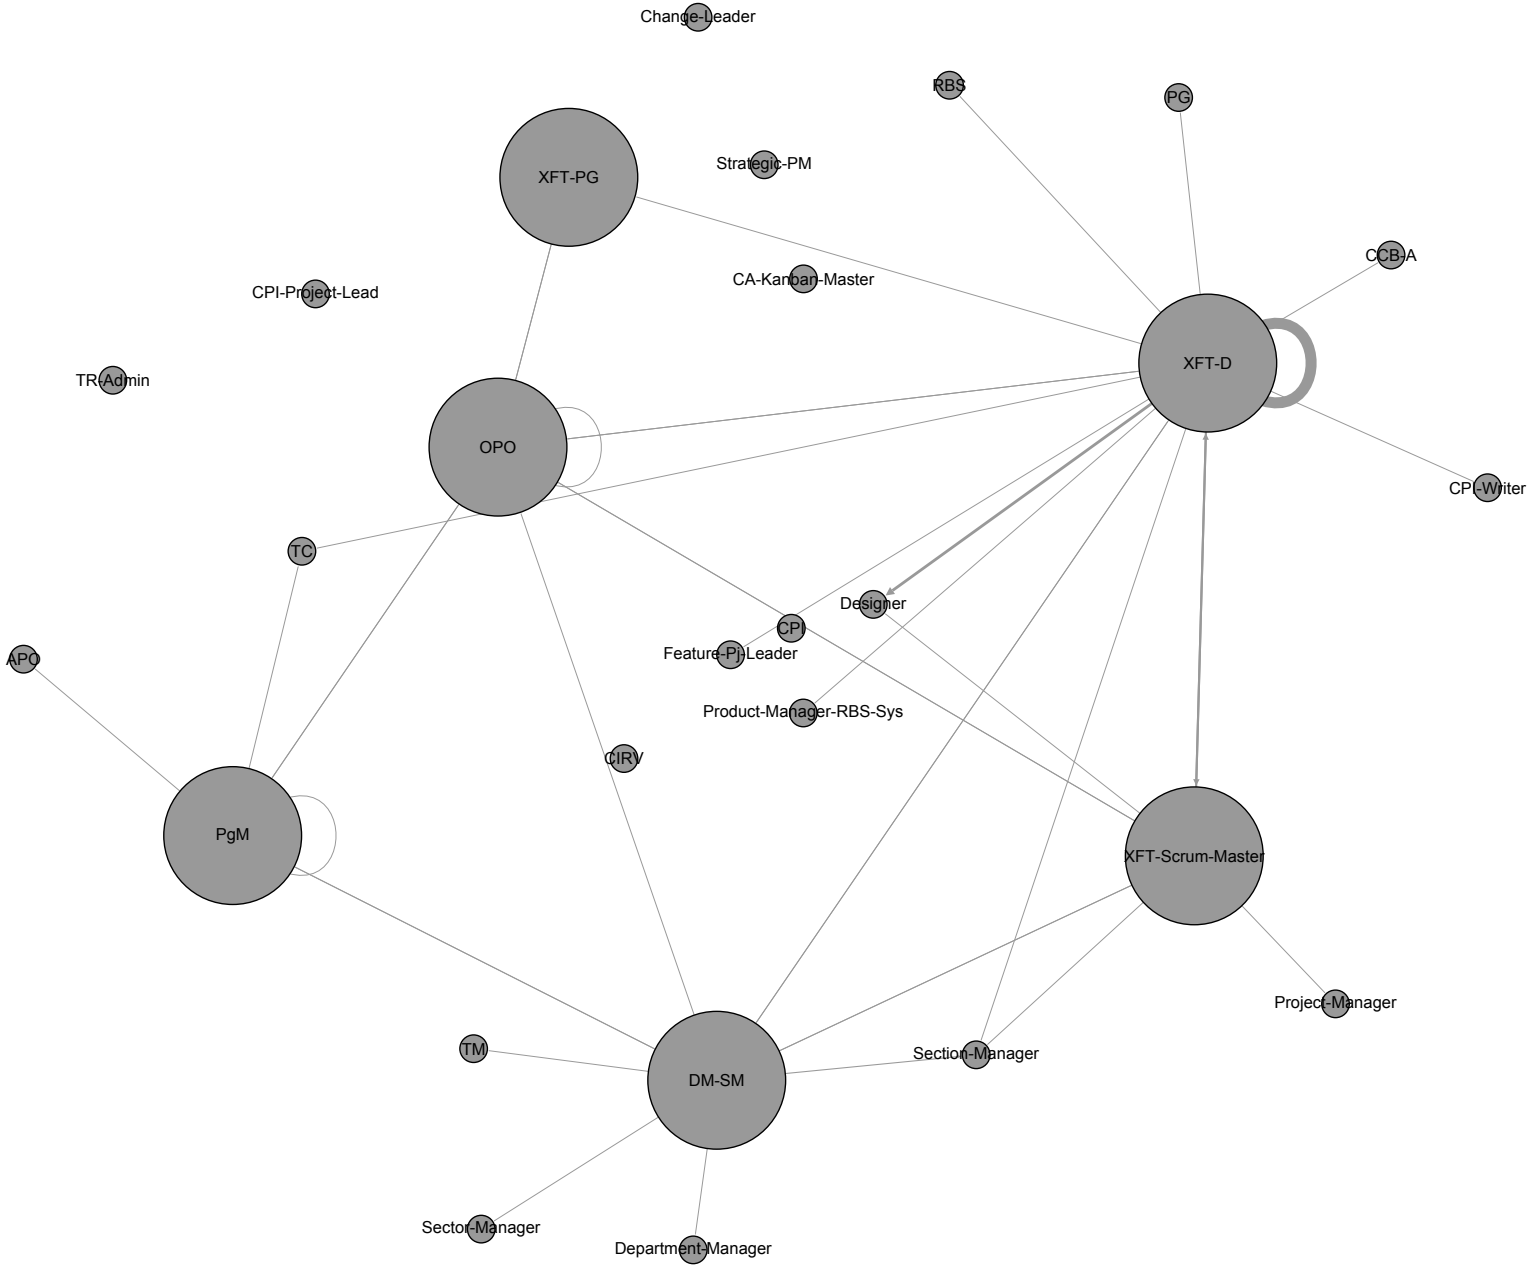 Change-Leader
RBS
PG
Strategic-PM
XFT-PG
CCB-A
CA-Kanban-Master
CPI-Project-Lead
XFT-D
TR-Admin
OPO
CPI-Writer
TC
Designer
CPI
Feature-Pj-Leader
APO
Product-Manager-RBS-Sys
CIRV
PgM
XFT-Scrum-Master
Project-Manager
TM
Section-Manager
DM-SM
Sector-Manager
Department-Manager